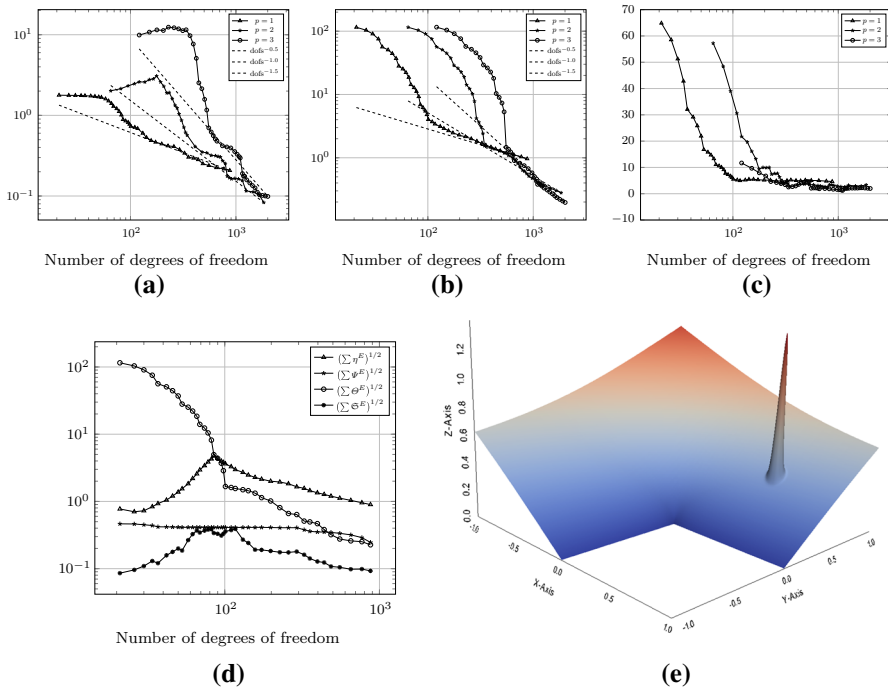 p = 1
p = 2
p = 3
dofs^−0.5
dofs^−1.0
dofs^−1.5
10^1
10^0
10^−1
10^2
10^3
Number of degrees of freedom
(a)
p = 1
p = 2
p = 3
dofs^−0.5
dofs^−1.0
dofs^−1.5
10^2
10^1
10^0
10^2
10^3
Number of degrees of freedom
(b)
p = 1
p = 2
p = 3
70
60
50
40
30
20
10
0
−10
10^2
10^3
Number of degrees of freedom
(c)
(∑ η^E)^1/2
(∑ Ψ^E)^1/2
(∑ Θ^E)^1/2
(∑ 𝔖^E)^1/2
10^2
10^1
10^0
10^−1
10^2
10^3
Number of degrees of freedom
(d)
Z-Axis
1.2
1.0
0.8
0.6
0.4
0.2
0.0
X-Axis
-1.0
-0.5
0.0
0.5
1.0
Y-Axis
-1.0
-0.5
0.0
0.5
1.0
(e)